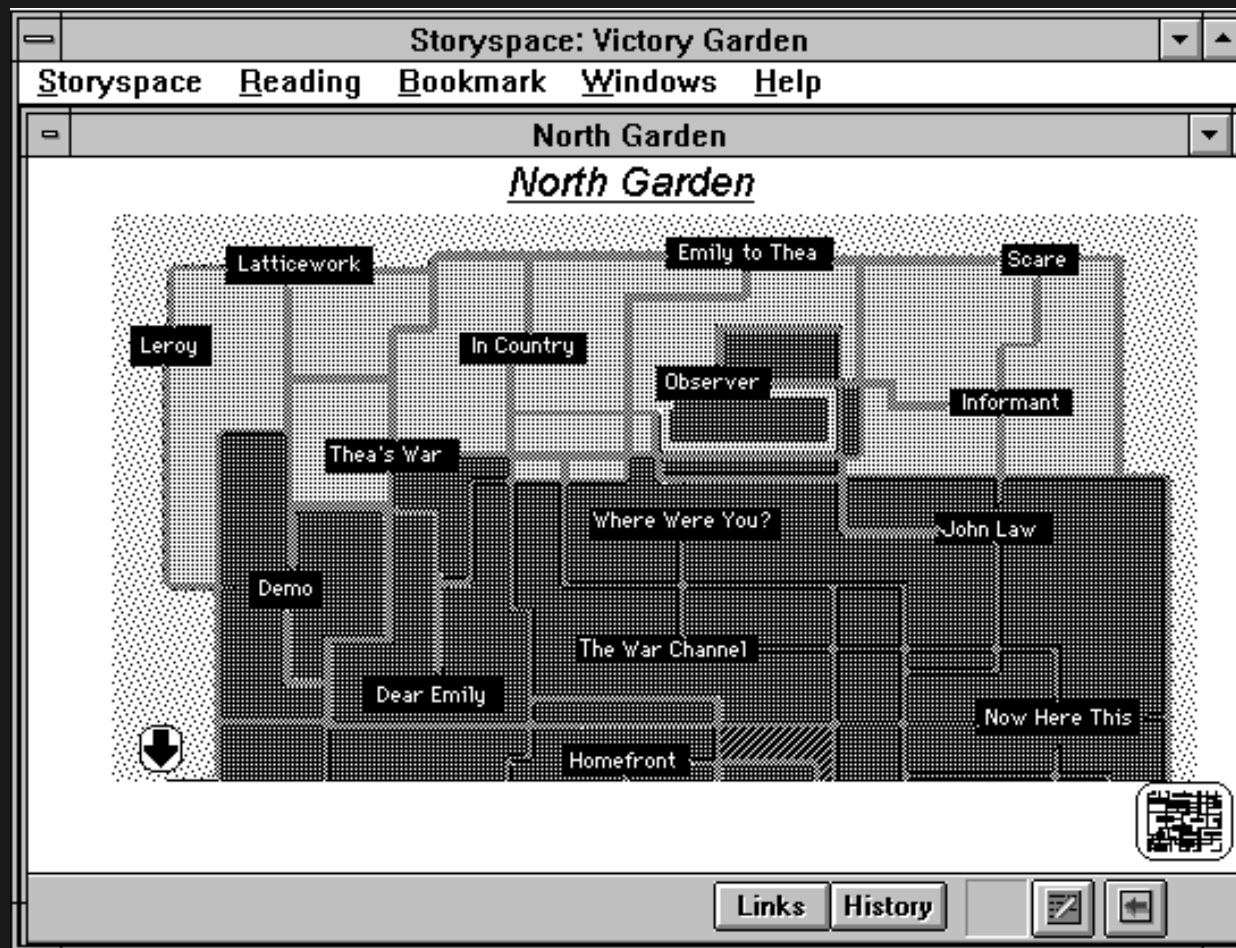 Storyspace: Victory Garden
Storyspace Reading Bookmark Windows Help
North Garden
North Garden
Latticework
Emily to Thea
Scare
Leroy
In Country
Observer
Informant
Thea's War
Where Were You?
John Law
Demo
The War Channel
Dear Emily
Now Here This
Homefront
Links History